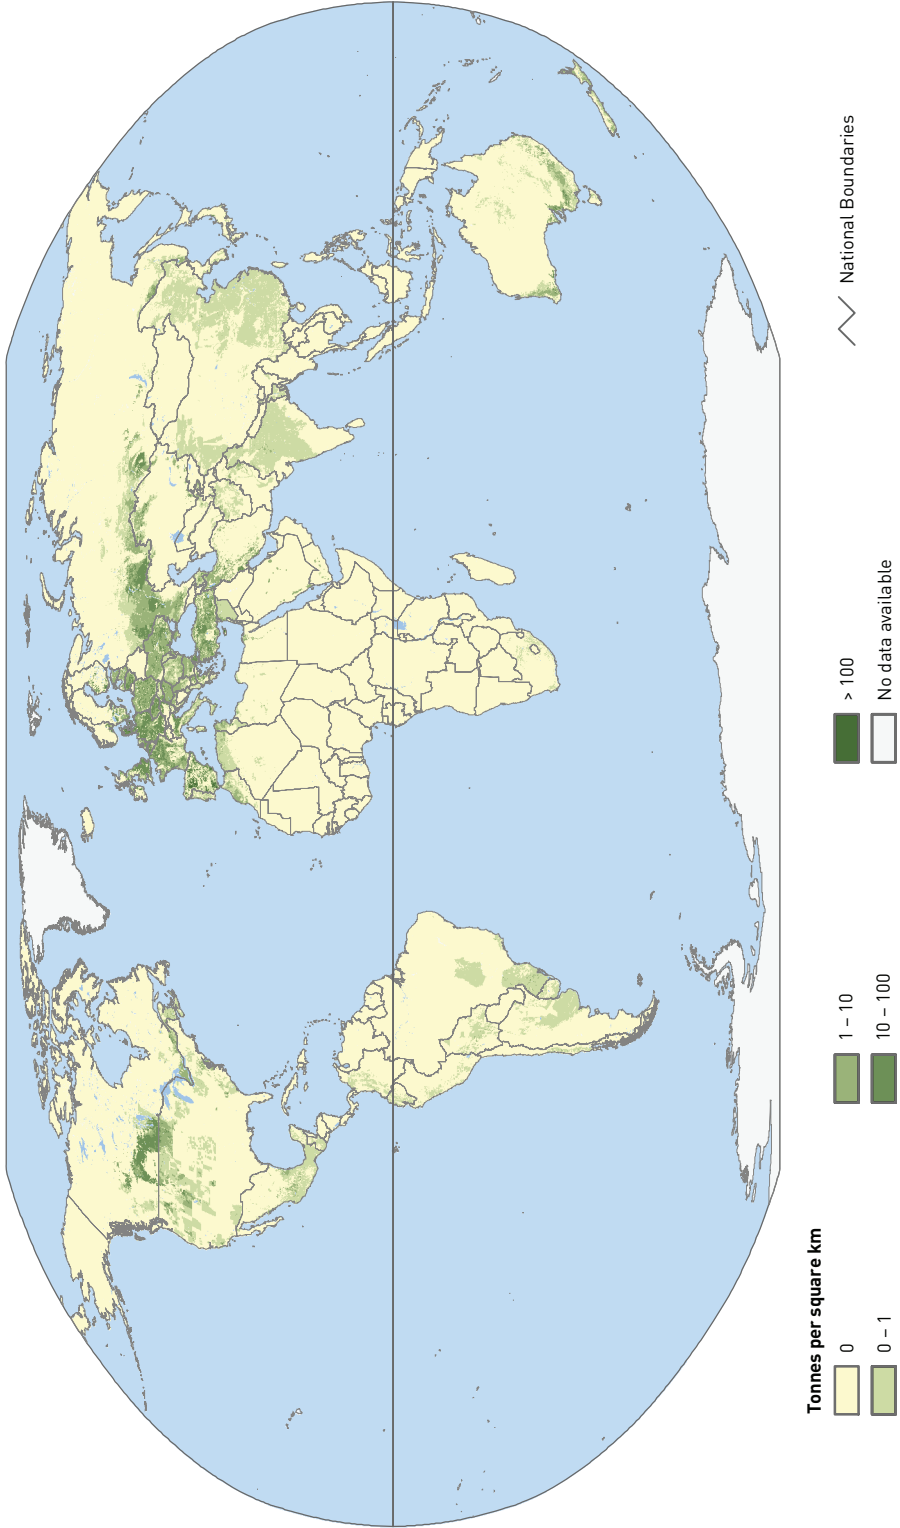 Tonnes per square km
0
0 – 1
1 – 10
10 – 100
> 100
No data available
National Boundaries